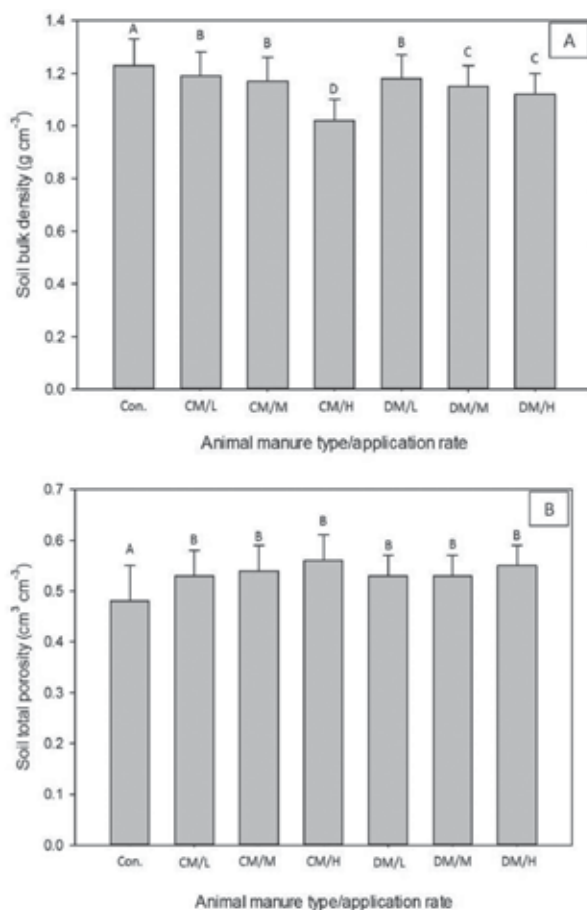 A
1.4
1.2
1.0
0.8
0.6
0.4
0.2
0.0
Soil bulk density (g cm⁻³)
A B B D B C C
Con. CM/L CM/M CM/H DM/L DM/M DM/H
Animal manure type/application rate
B
0.7
0.6
0.5
0.4
0.3
0.2
0.1
0.0
Soil total porosity (cm³ cm⁻³)
A B B B B B B
Con. CM/L CM/M CM/H DM/L DM/M DM/H
Animal manure type/application rate